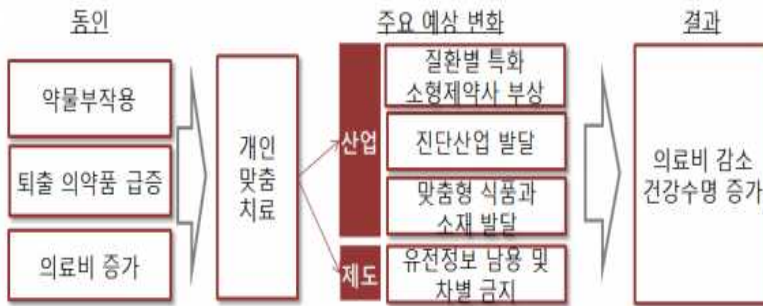 동인
주요 예상 변화
결과
약물부작용
퇴출 의약품 급증
의료비 증가
개인
맞춤
치료
산업
질환별 특화
소형제약사 부상
진단산업 발달
맞춤형 식품과
소재 발달
제도
유전정보 남용 및
차별 금지
의료비 감소
건강수명 증가